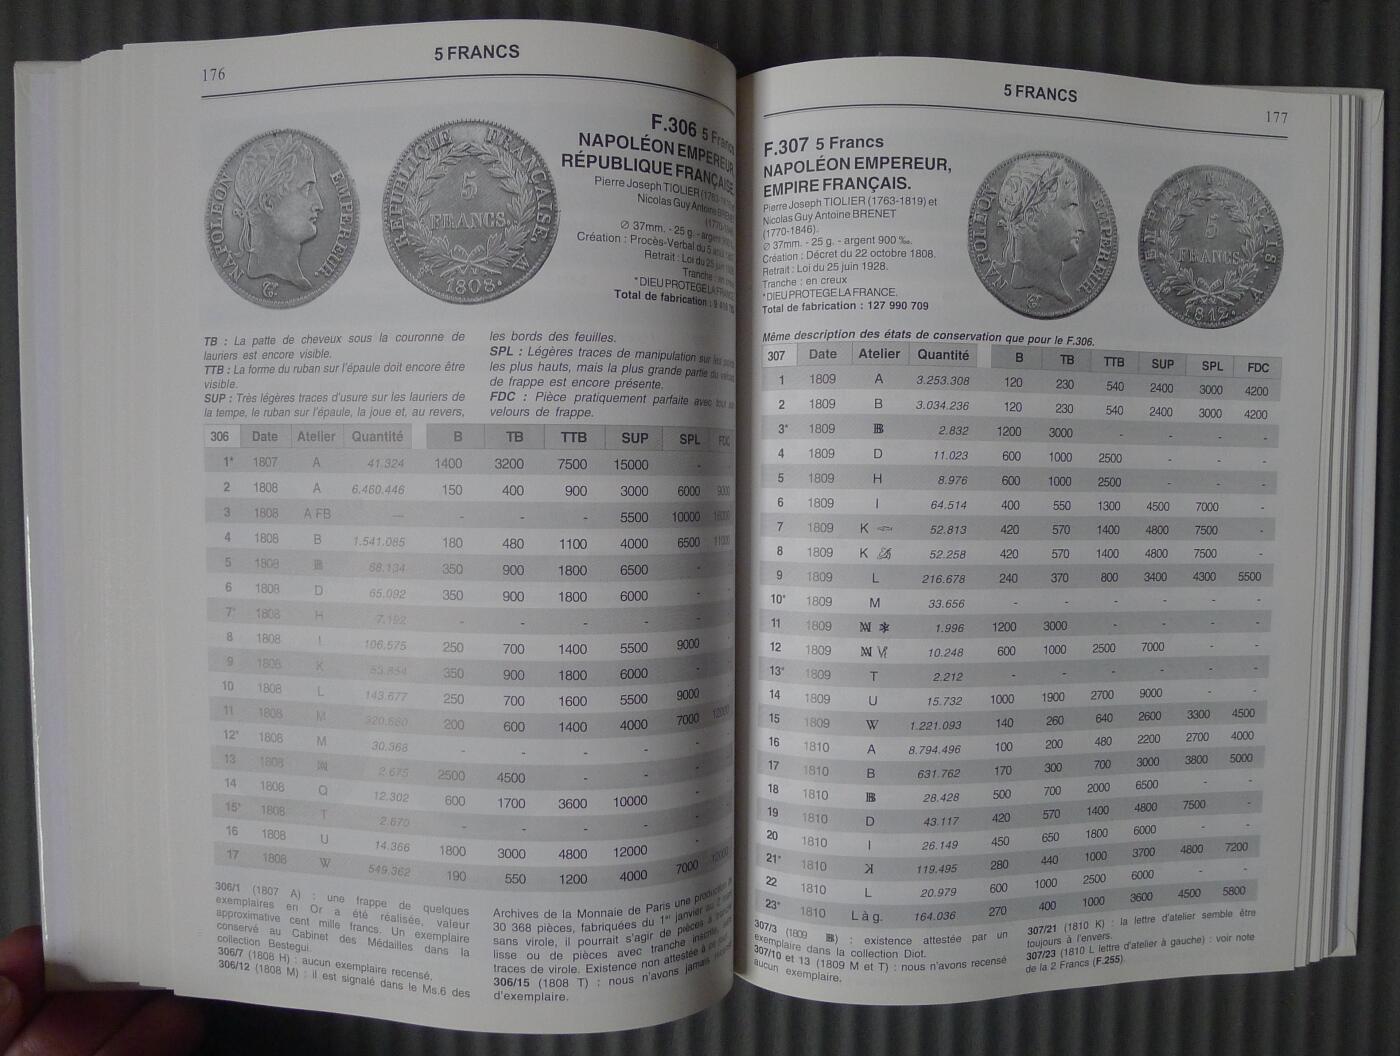 176
5 FRANCS
NAPOLÉON EMPEREUR.
RÉPUBLIQUE FRANÇAISE.
5
FRANCS.
1808.
F.306 5 Francs
NAPOLÉON EMPEREUR
RÉPUBLIQUE FRANÇAISE
Pierre Joseph TIOLIER
Nicolas Guy Antoine BRENET
∅ 37mm. - 25 g. - argent
Création : Procès-Verbal du 5
Retrait : Loi du 25
Tranche : en
*DIEU PROTEGE LA FRANCE
Total de fabrication :
TB : La patte de cheveux sous la couronne de
lauriers est encore visible.
TTB : La forme du ruban sur l'épaule doit encore être
visible.
SUP : Très légères traces d'usure sur les lauriers de
la tempe, le ruban sur l'épaule, la joue et, au revers,
les bords des feuilles.
SPL : Légères traces de manipulation sur les
les plus hauts, mais la plus grande partie du
de frappe est encore présente.
FDC : Pièce pratiquement parfaite avec tout
velours de frappe.
306 Date Atelier Quantité B TB TTB SUP SPL FDC
1* 1807 A 41.324 1400 3200 7500 15000 - -
2 1808 A 6.460.446 150 400 900 3000 6000 9000
3 1808 A FB — - - - 5500 10000
4 1808 B 1.541.085 180 480 1100 4000 6500 11000
5 1808 68.134 350 900 1800 6500 - -
6 1808 D 65.092 350 900 1800 6000 - -
7* 1808 H 7.192 - - - - - -
8 1808 I 106.575 250 700 1400 5500 9000 -
9 1808 K 53.854 350 900 1800 6000 - -
10 1808 L 143.677 250 700 1600 5500 9000 -
11 1808 M 320.680 200 600 1400 4000 7000 12000
12* 1808 M 30.368 - - - - - -
13 1808 2.675 2500 4500 - - - -
14 1808 Q 12.302 600 1700 3600 10000 - -
15* 1808 T 2.670 - - - - - -
16 1808 U 14.366 1800 3000 4800 12000 - -
17 1808 W 549.362 190 550 1200 4000 7000 12000
306/1 (1807 A) : une frappe de quelques
exemplaires en Or a été réalisée, valeur
approximative cent mille francs. Un exemplaire
conservé au Cabinet des Médailles dans la
collection Bestegui.
306/7 (1808 H) : aucun exemplaire recensé.
306/12 (1808 M) : il est signalé dans le Ms.6 des
Archives de la Monnaie de Paris une production de
30 368 pièces, fabriquées du 1er janvier au 2
sans virole, il pourrait s'agir de pièces à tranche
lisse ou de pièces avec tranche inscrite,
traces de virole. Existence non attestée à ce
306/15 (1808 T) : nous n'avons jamais
d'exemplaire.
5 FRANCS
177
F.307 5 Francs
NAPOLÉON EMPEREUR,
EMPIRE FRANÇAIS.
Pierre Joseph TIOLIER (1763-1819) et
Nicolas Guy Antoine BRENET
(1770-1846).
∅ 37mm. - 25 g. - argent 900 ‰.
Création : Décret du 22 octobre 1808.
Retrait : Loi du 25 juin 1928.
Tranche : en creux
*DIEU PROTEGE LA FRANCE.
Total de fabrication : 127 990 709
NAPOLÉON EMPEREUR.
EMPIRE FRANÇAIS.
5
FRANCS.
1812.
A
Même description des états de conservation que pour le F.306.
307 Date Atelier Quantité B TB TTB SUP SPL FDC
1 1809 A 3.253.308 120 230 540 2400 3000 4200
2 1809 B 3.034.236 120 230 540 2400 3000 4200
3* 1809 2.832 1200 3000 - - - -
4 1809 D 11.023 600 1000 2500 - - -
5 1809 H 8.976 600 1000 2500 - - -
6 1809 I 64.514 400 550 1300 4500 7000 -
7 1809 K 52.813 420 570 1400 4800 7500 -
8 1809 K 52.258 420 570 1400 4800 7500 -
9 1809 L 216.678 240 370 800 3400 4300 5500
10* 1809 M 33.656 - - - - - -
11 1809 1.996 1200 3000 - - - -
12 1809 10.248 600 1000 2500 7000 - -
13* 1809 T 2.212 - - - - - -
14 1809 U 15.732 1000 1900 2700 9000 - -
15 1809 W 1.221.093 140 260 640 2600 3300 4500
16 1810 A 8.794.496 100 200 480 2200 2700 4000
17 1810 B 631.762 170 300 700 3000 3800 5000
18 1810 28.428 500 700 2000 6500 - -
19 1810 D 43.117 420 570 1400 4800 7500 -
20 1810 I 26.149 450 650 1800 6000 - -
21* 1810 K 119.495 280 440 1000 3700 4800 7200
22 1810 L 20.979 600 1000 2500 6000 - -
23* 1810 L à g. 164.036 270 400 1000 3600 4500 5800
307/3 (1809 ) : existence attestée par un
exemplaire dans la collection Diot.
307/10 et 13 (1809 M et T) : nous n'avons recensé
aucun exemplaire.
307/21 (1810 K) : la lettre d'atelier semble être
toujours à l'envers.
307/23 (1810 L lettre d'atelier à gauche) : voir note
de la 2 Francs (F.255).